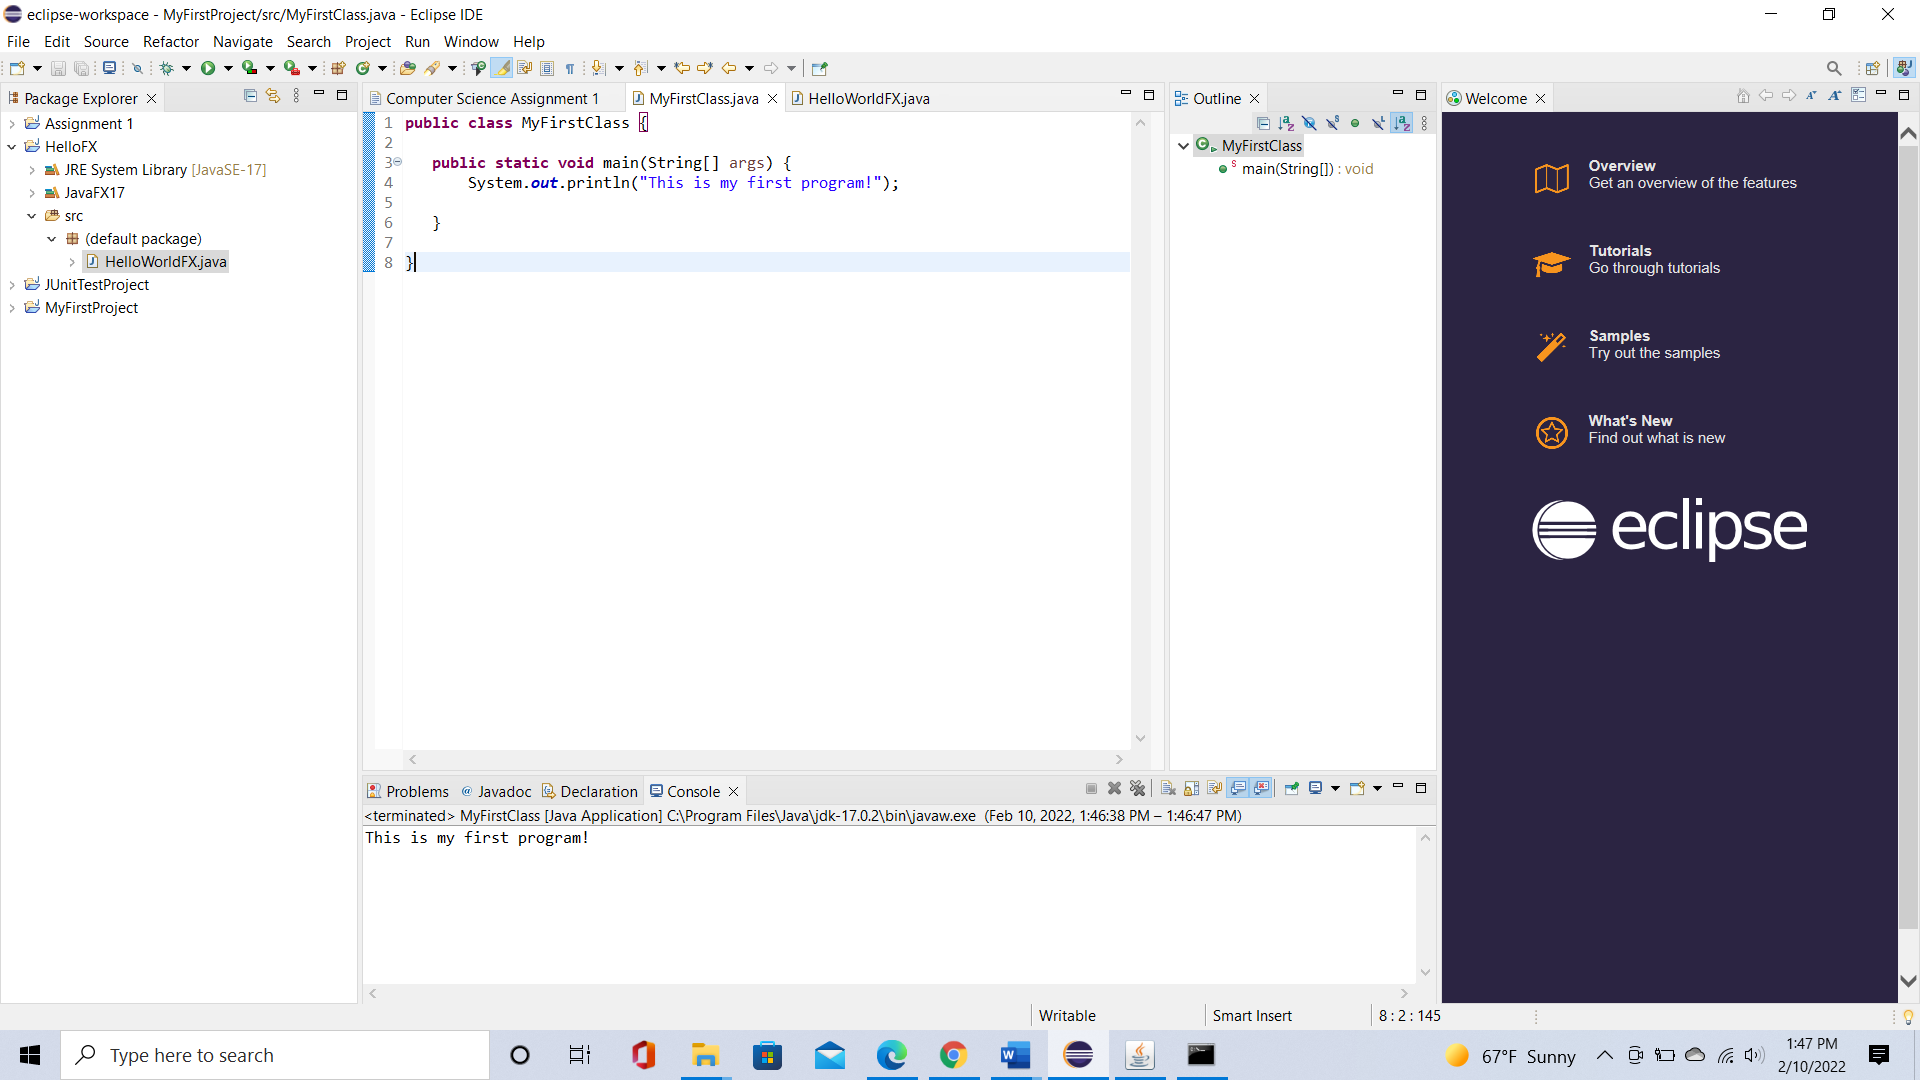 eclipse-workspace - MyFirstProject/src/MyFirstClass.java - Eclipse IDE
File Edit Source Refactor Navigate Search Project Run Window Help
Package Explorer
Assignment 1
HelloFX
JRE System Library [JavaSE-17]
JavaFX17
src
(default package)
HelloWorldFX.java
JUnitTestProject
MyFirstProject
Computer Science Assignment 1
MyFirstClass.java
HelloWorldFX.java
1 public class MyFirstClass {
2
3 public static void main(String[] args) {
4 System.out.println("This is my first program!");
5
6 }
7
8 }
Outline
MyFirstClass
main(String[]) : void
Welcome
Overview
Get an overview of the features
Tutorials
Go through tutorials
Samples
Try out the samples
What's New
Find out what is new
eclipse
Problems @ Javadoc Declaration Console
<terminated> MyFirstClass [Java Application] C:\Program Files\Java\jdk-17.0.2\bin\javaw.exe (Feb 10, 2022, 1:46:38 PM – 1:46:47 PM)
This is my first program!
Writable
Smart Insert
8 : 2 : 145
Type here to search
67°F Sunny
1:47 PM
2/10/2022